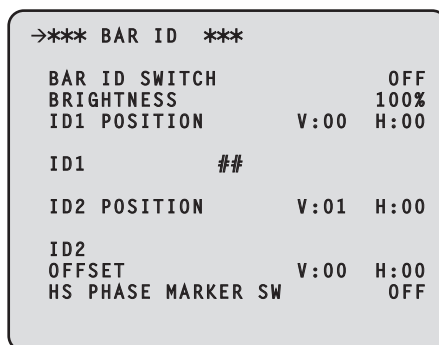 →*** BAR ID ***
BAR ID SWITCH OFF
BRIGHTNESS 100%
ID1 POSITION V:00 H:00
ID1 ##
ID2 POSITION V:01 H:00
ID2
OFFSET V:00 H:00
HS PHASE MARKER SW OFF